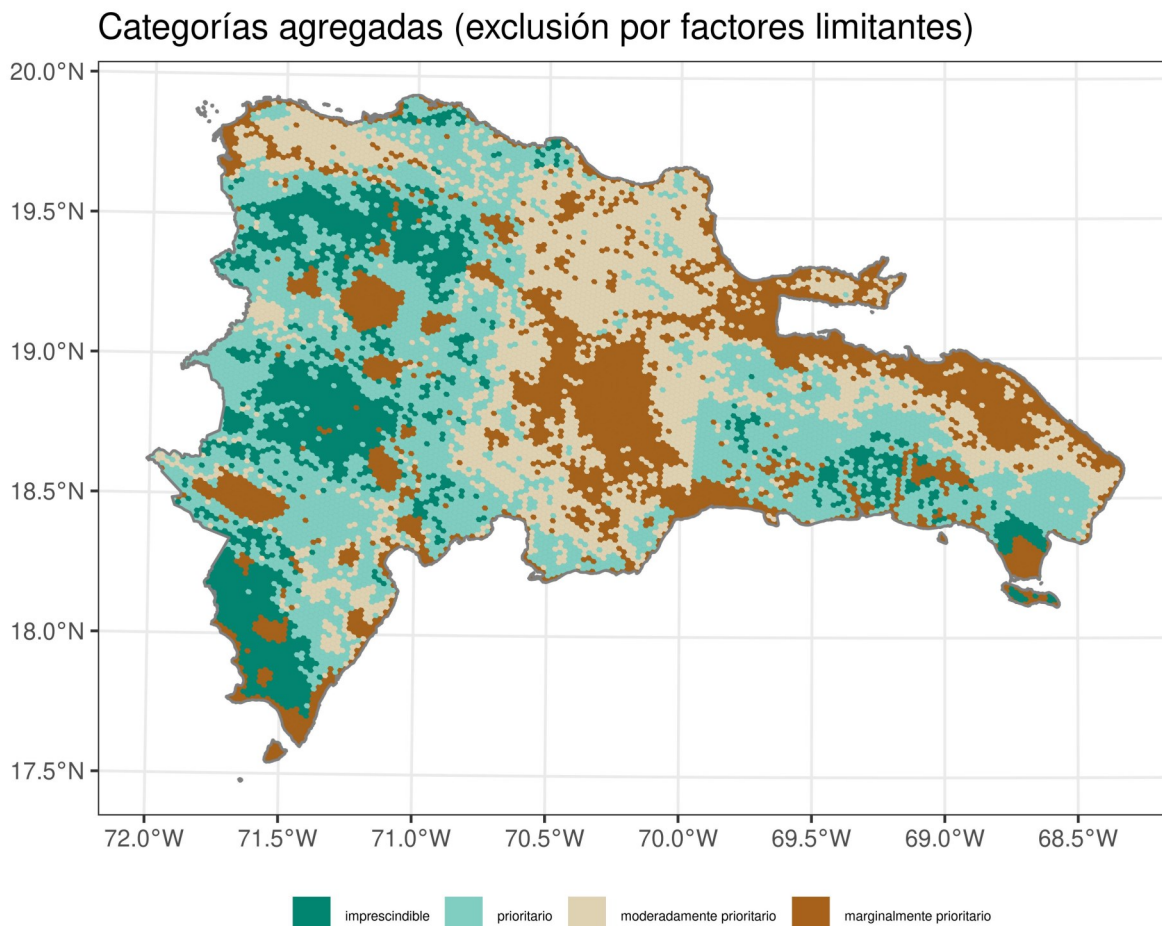 Categorías agregadas (exclusión por factores limitantes)
20.0°N
19.5°N
19.0°N
18.5°N
18.0°N
17.5°N
72.0°W 71.5°W 71.0°W 70.5°W 70.0°W 69.5°W 69.0°W 68.5°W
imprescindible prioritario moderadamente prioritario marginalmente prioritario